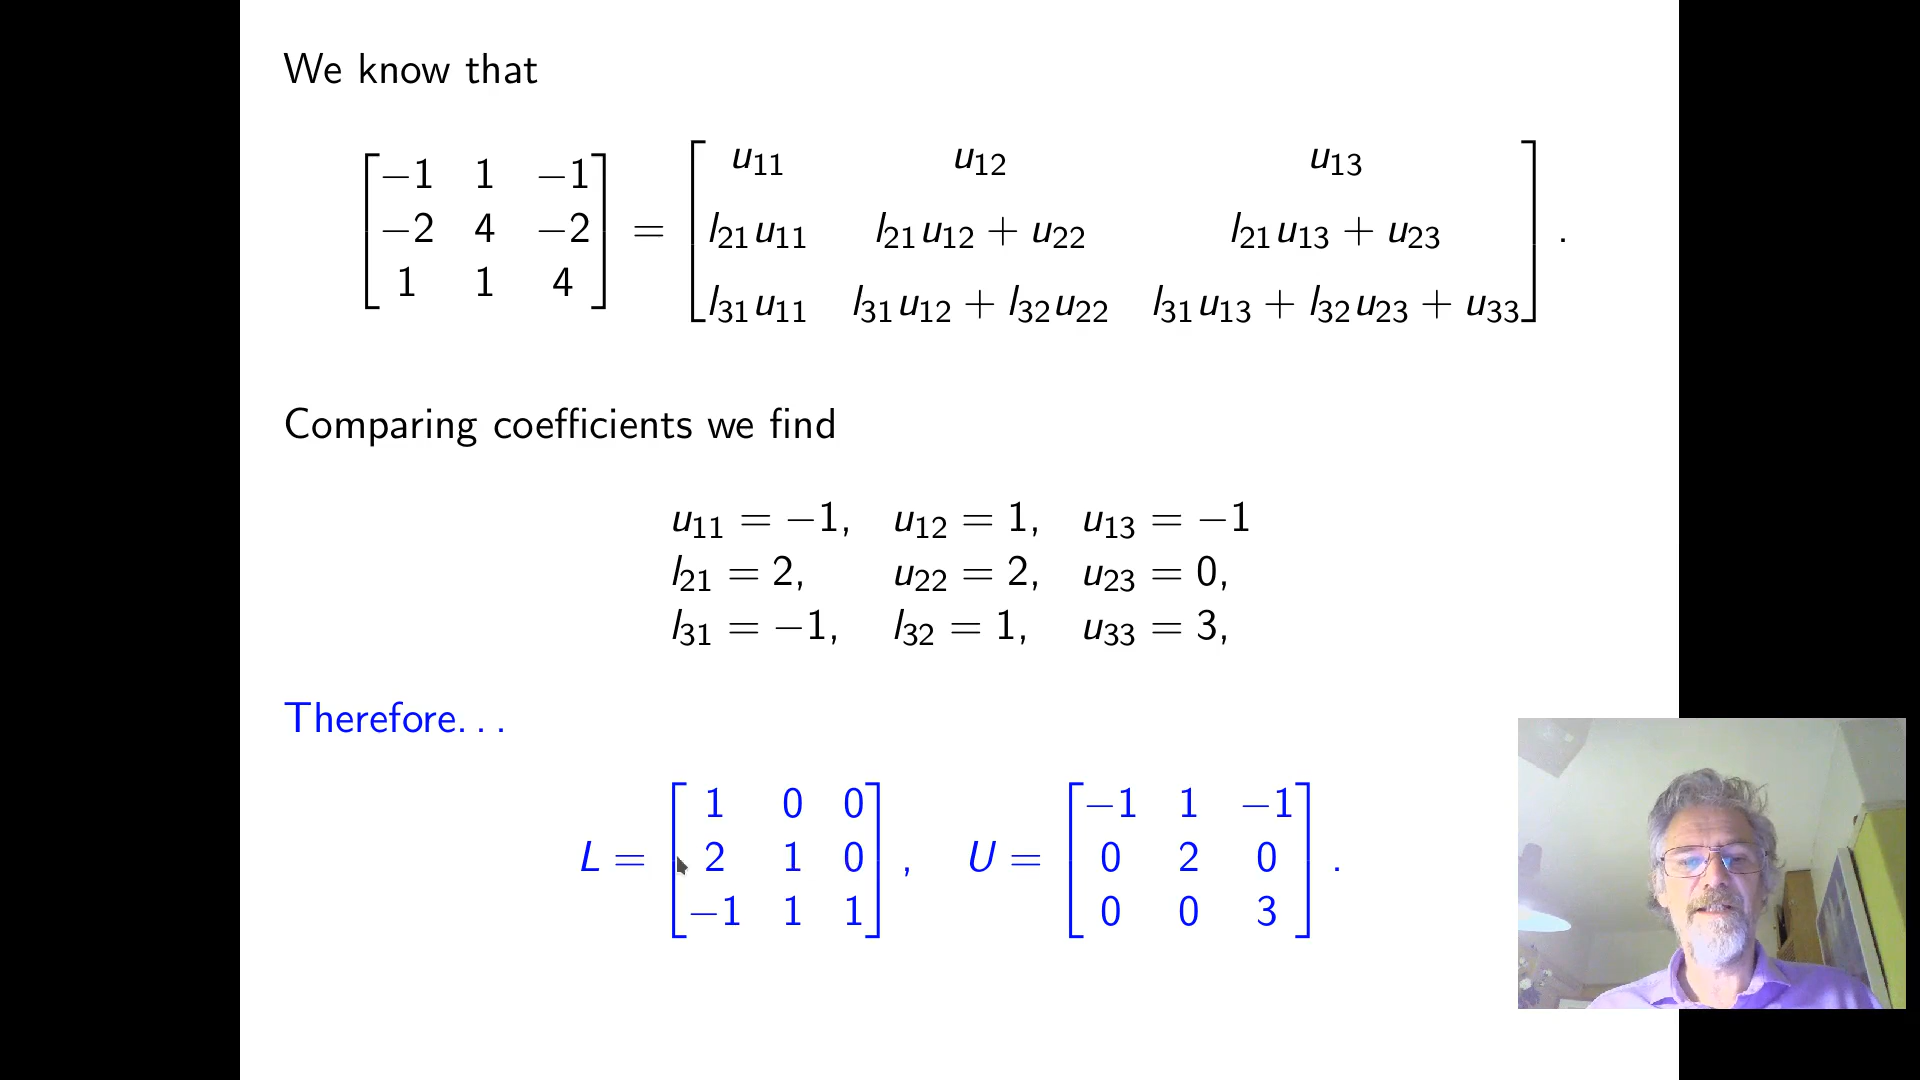 We know that
−1 1 −1
−2 4 −2
1 1 4
=
u₁₁ u₁₂ u₁₃
l₂₁u₁₁ l₂₁u₁₂ + u₂₂ l₂₁u₁₃ + u₂₃
l₃₁u₁₁ l₃₁u₁₂ + l₃₂u₂₂ l₃₁u₁₃ + l₃₂u₂₃ + u₃₃
.
Comparing coefficients we find
u₁₁ = −1, u₁₂ = 1, u₁₃ = −1
l₂₁ = 2, u₂₂ = 2, u₂₃ = 0,
l₃₁ = −1, l₃₂ = 1, u₃₃ = 3,
Therefore. . .
L =
1 0 0
2 1 0
−1 1 1
,
U =
−1 1 −1
0 2 0
0 0 3
.